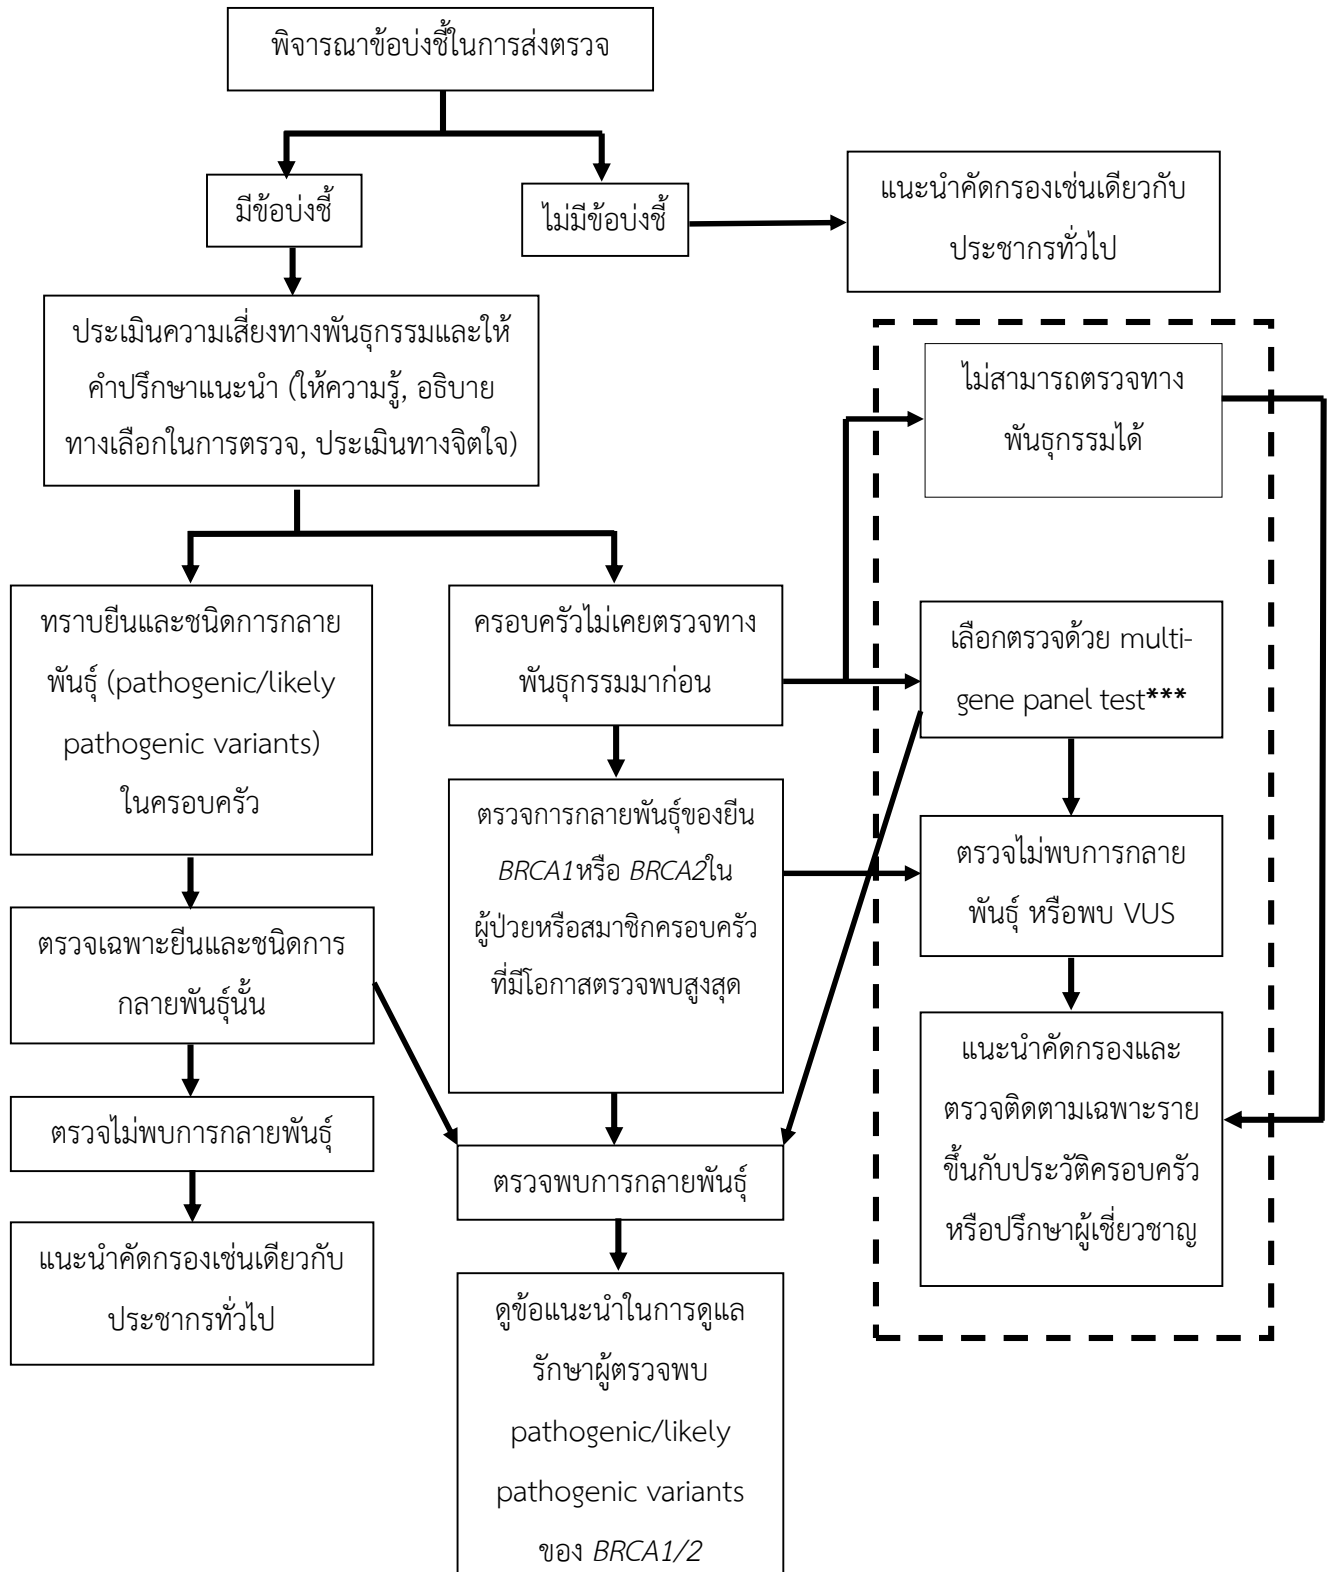 พิจารณาข้อบ่งชี้ในการส่งตรวจ
มีข้อบ่งชี้
ไม่มีข้อบ่งชี้
แนะนำคัดกรองเช่นเดียวกับ
ประชากรทั่วไป
ประเมินความเสี่ยงทางพันธุกรรมและให้
คำปรึกษาแนะนำ (ให้ความรู้, อธิบาย
ทางเลือกในการตรวจ, ประเมินทางจิตใจ)
ไม่สามารถตรวจทาง
พันธุกรรมได้
ทราบยีนและชนิดการกลาย
พันธุ์ (pathogenic/likely
pathogenic variants)
ในครอบครัว
ครอบครัวไม่เคยตรวจทาง
พันธุกรรมมาก่อน
เลือกตรวจด้วย multi-
gene panel test***
ตรวจการกลายพันธุ์ของยีน
BRCA1หรือ BRCA2ใน
ผู้ป่วยหรือสมาชิกครอบครัว
ที่มีโอกาสตรวจพบสูงสุด
ตรวจไม่พบการกลาย
พันธุ์ หรือพบ VUS
ตรวจเฉพาะยีนและชนิดการ
กลายพันธุ์นั้น
แนะนำคัดกรองและ
ตรวจติดตามเฉพาะราย
ขึ้นกับประวัติครอบครัว
หรือปรึกษาผู้เชี่ยวชาญ
ตรวจไม่พบการกลายพันธุ์
ตรวจพบการกลายพันธุ์
แนะนำคัดกรองเช่นเดียวกับ
ประชากรทั่วไป
ดูข้อแนะนำในการดูแล
รักษาผู้ตรวจพบ
pathogenic/likely
pathogenic variants
ของ BRCA1/2